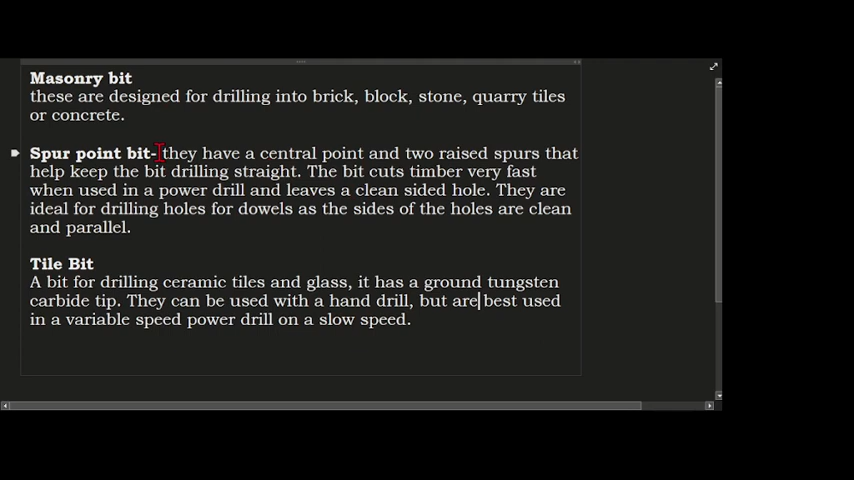 Masonry bit
these are designed for drilling into brick, block, stone, quarry tiles
or concrete.
Spur point bit- they have a central point and two raised spurs that
help keep the bit drilling straight. The bit cuts timber very fast
when used in a power drill and leaves a clean sided hole. They are
ideal for drilling holes for dowels as the sides of the holes are clean
and parallel.
Tile Bit
A bit for drilling ceramic tiles and glass, it has a ground tungsten
carbide tip. They can be used with a hand drill, but are best used
in a variable speed power drill on a slow speed.